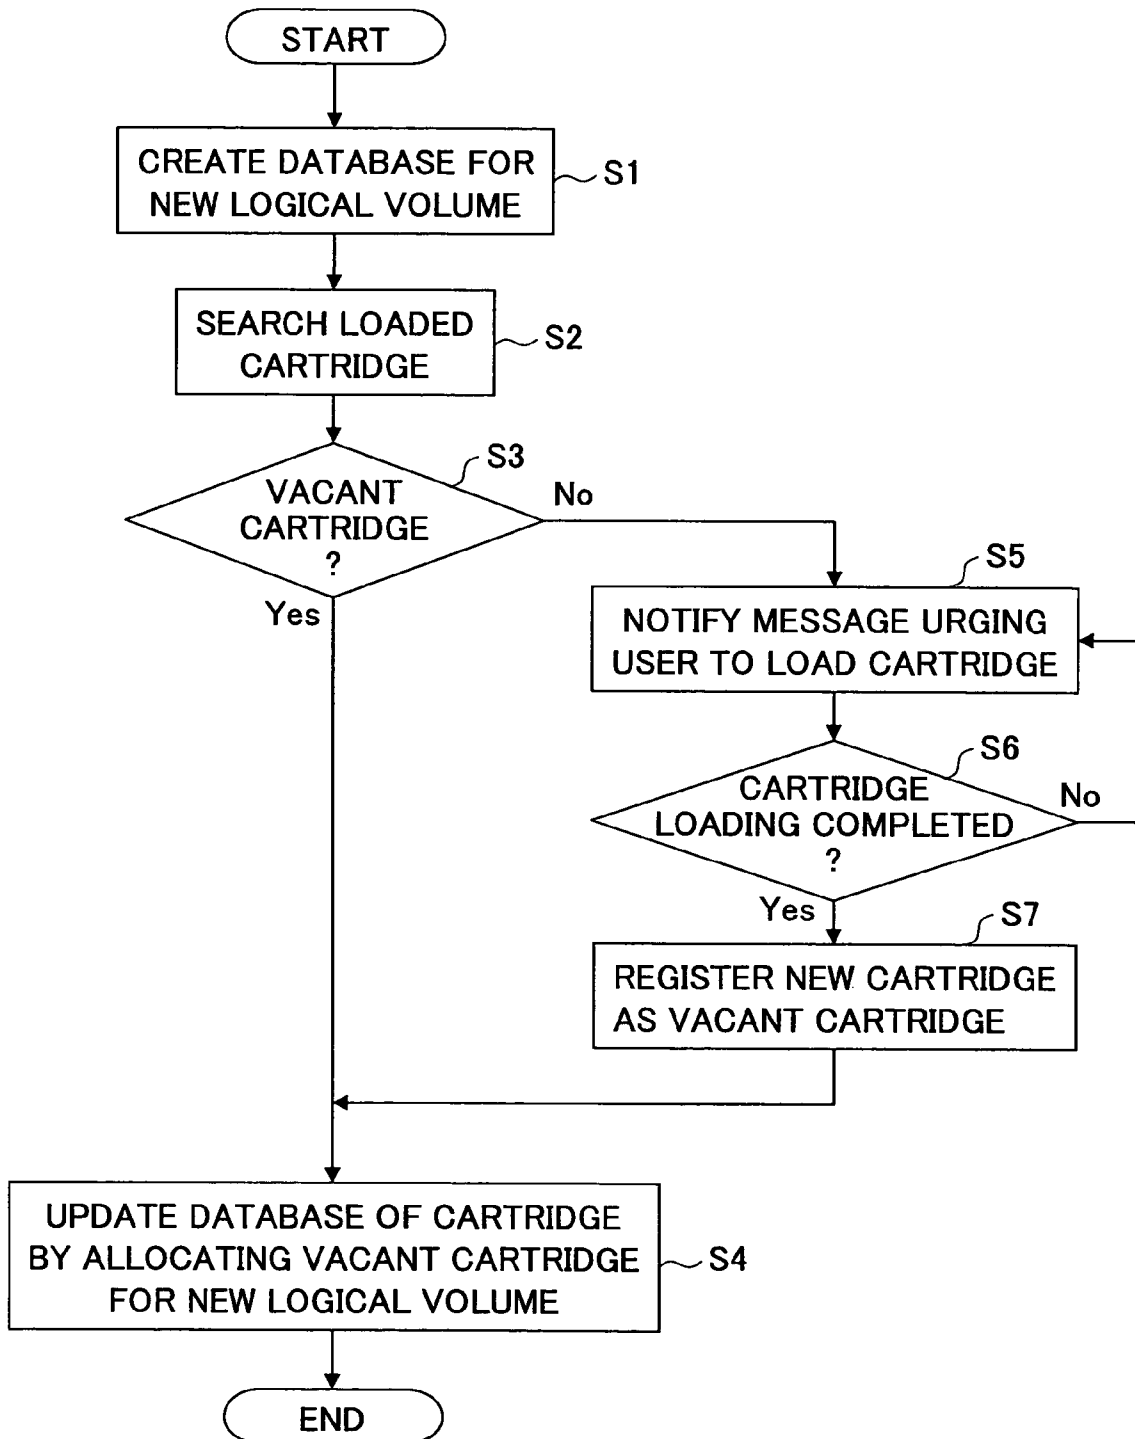 START
CREATE DATABASE FOR
NEW LOGICAL VOLUME
S1
SEARCH LOADED
CARTRIDGE
S2
S3
VACANT
CARTRIDGE
?
No
Yes
S5
NOTIFY MESSAGE URGING
USER TO LOAD CARTRIDGE
S6
CARTRIDGE
LOADING COMPLETED
?
No
Yes
S7
REGISTER NEW CARTRIDGE
AS VACANT CARTRIDGE
UPDATE DATABASE OF CARTRIDGE
BY ALLOCATING VACANT CARTRIDGE
FOR NEW LOGICAL VOLUME
S4
END